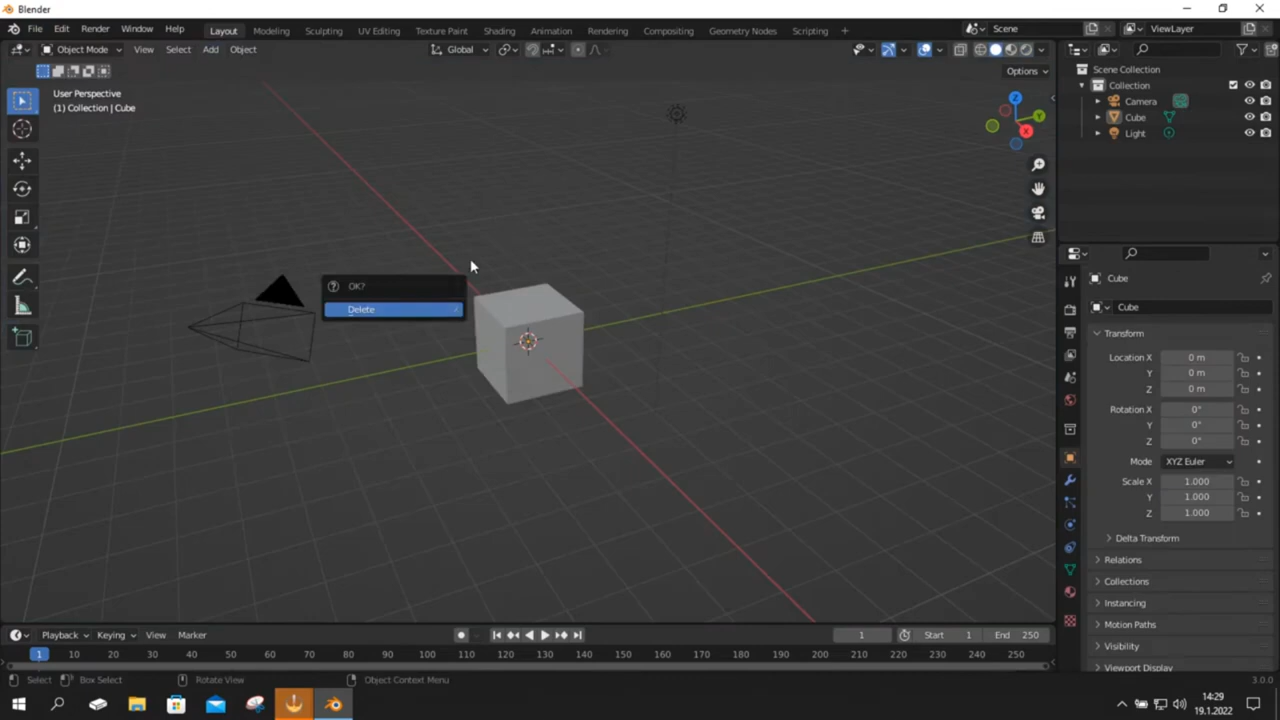 Blender
File Edit Render Window Help Layout Modeling Sculpting UV Editing Texture Paint Shading Animation Rendering Compositing Geometry Nodes Scripting Scene ViewLayer
Object Mode View Select Add Object Global
Options
User Perspective
(1) Collection | Cube
Z
Y
X
OK?
Delete
Scene Collection
Collection
Camera
Cube
Light
Cube
Cube
Transform
Location X 0 m
Y 0 m
Z 0 m
Rotation X 0°
Y 0°
Z 0°
Mode XYZ Euler
Scale X 1.000
Y 1.000
Z 1.000
Delta Transform
Relations
Collections
Instancing
Motion Paths
Visibility
Viewport Display
Playback Keying View Marker 1 Start 1 End 250
1 10 20 30 40 50 60 70 80 90 100 110 120 130 140 150 160 170 180 190 200 210 220 230 240 250
Select Box Select Rotate View Object Context Menu 3.0.0
14:29
19.1.2022